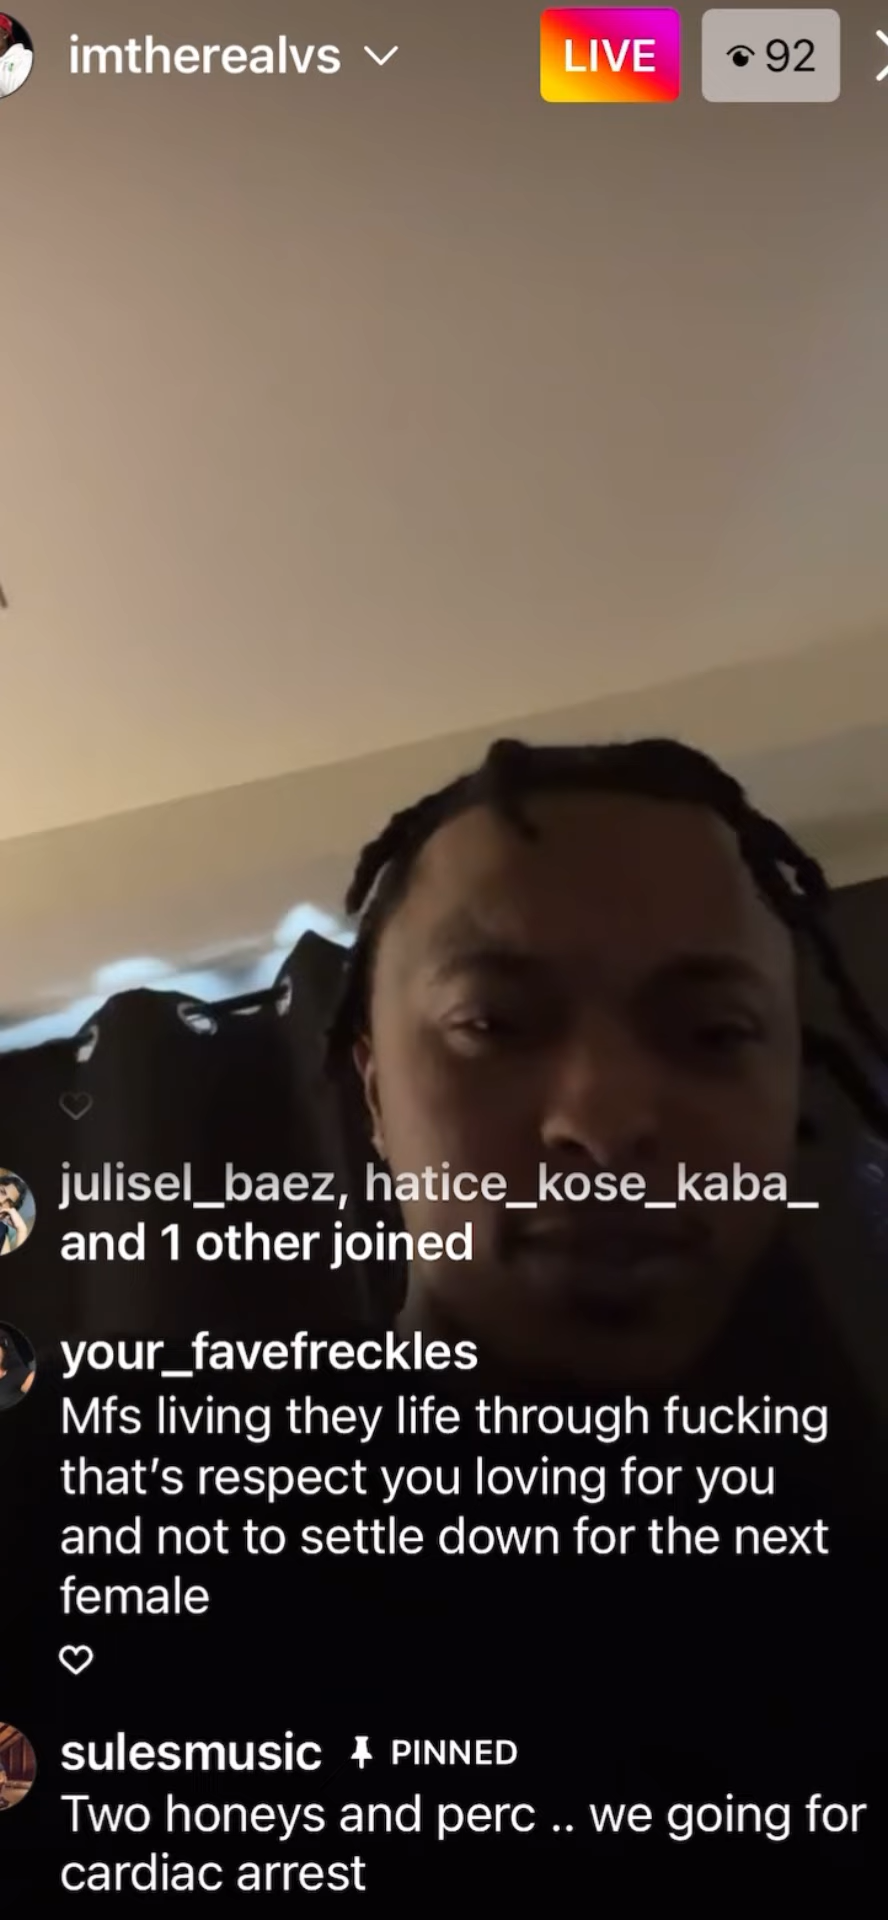 imtherealvs
LIVE
92
julisel_baez, hatice_kose_kaba_
and 1 other joined
your_favefreckles
Mfs living they life through fucking
that’s respect you loving for you
and not to settle down for the next
female
sulesmusic PINNED
Two honeys and perc .. we going for
cardiac arrest